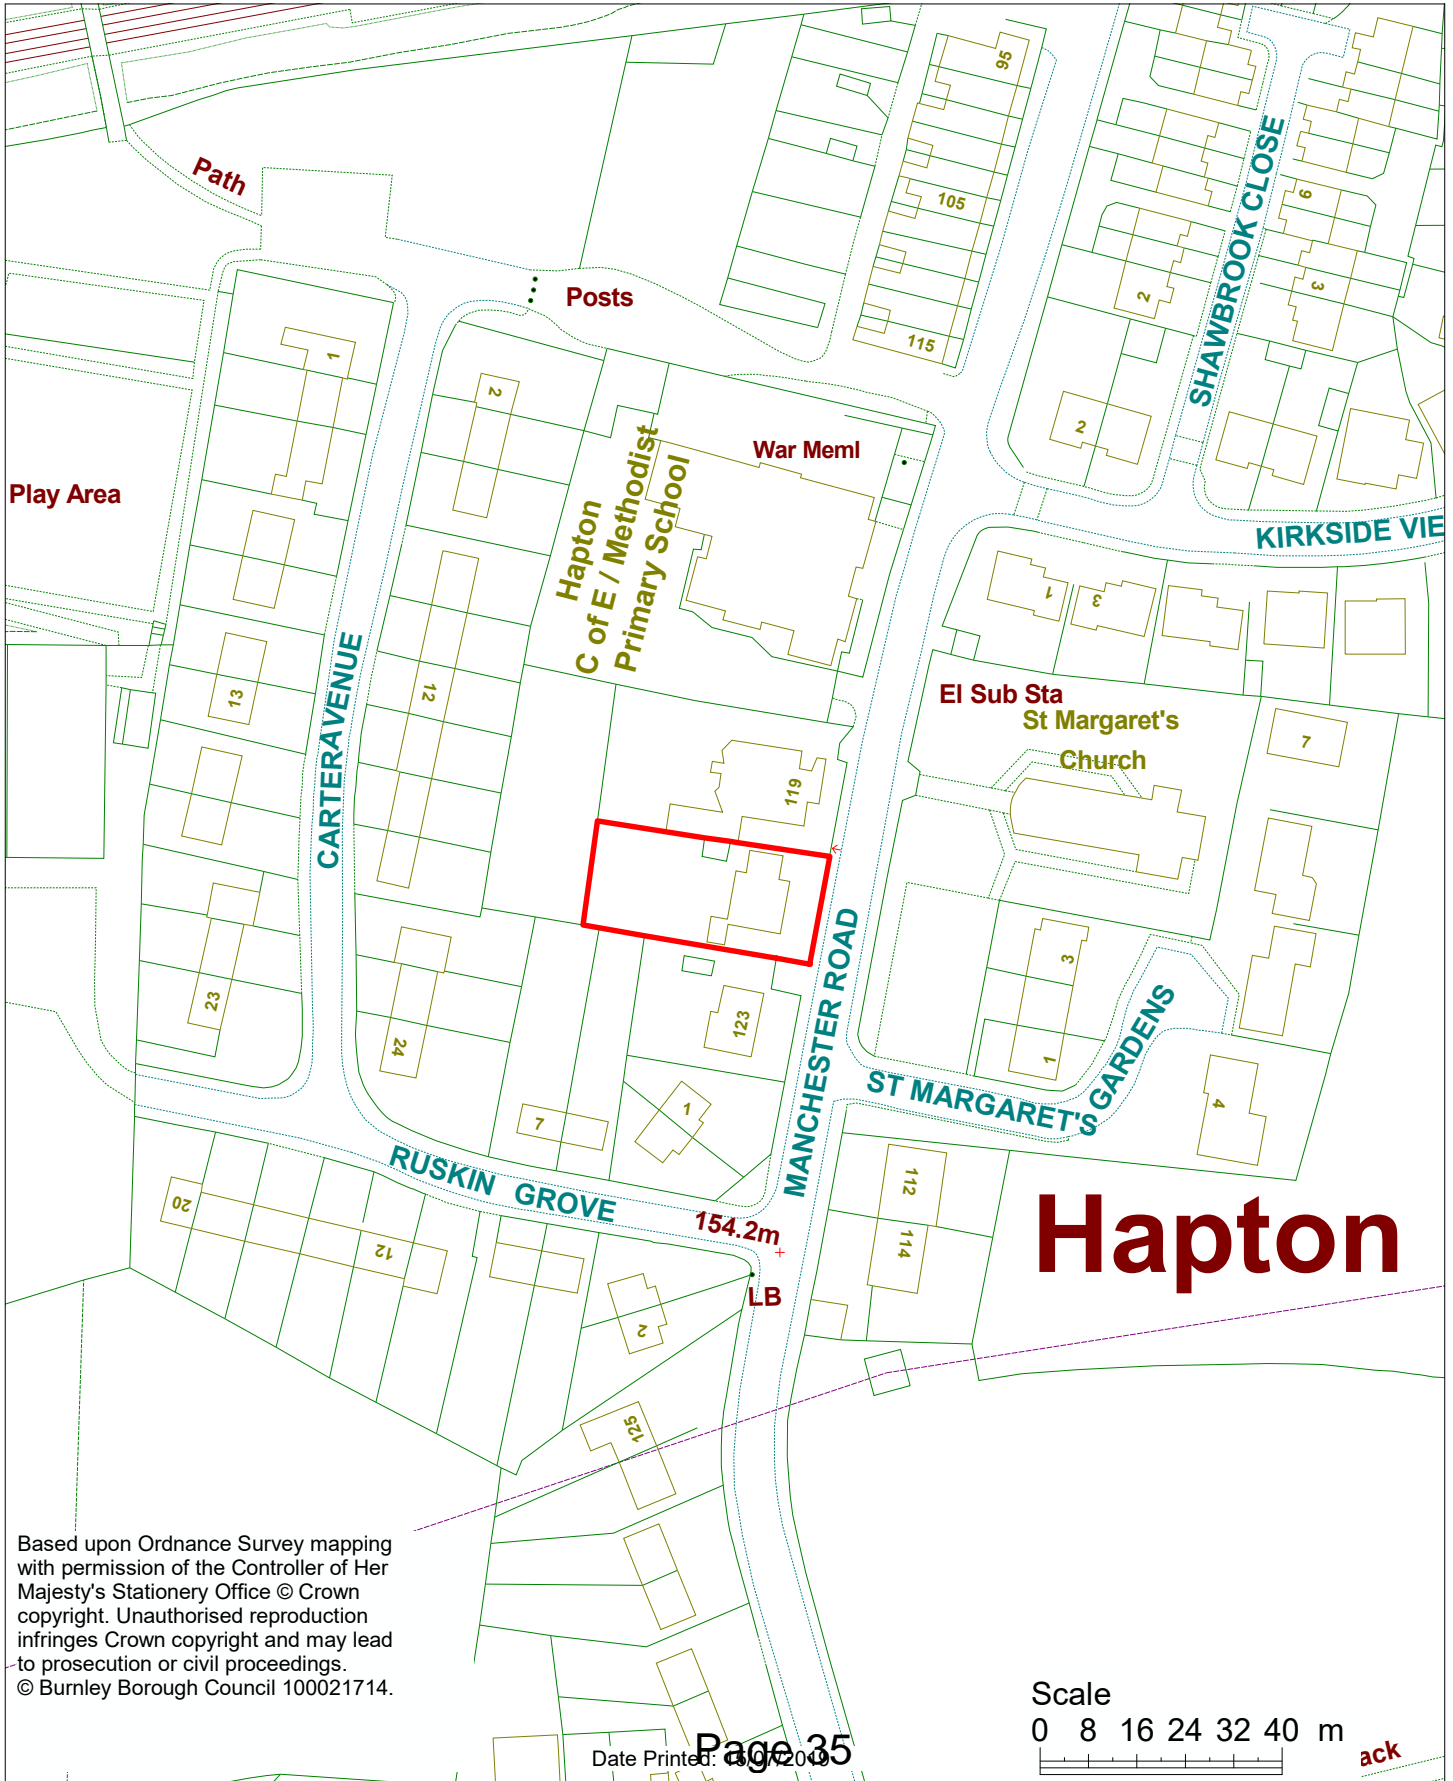 95
Path
SHAWBROOK CLOSE
9
105
2
3
Posts
115
1
2
2
War Meml
Play Area
Hapton
C of E / Methodist
Primary School
KIRKSIDE VIE
1
3
CARTER AVENUE
13
12
El Sub Sta
St Margaret's
Church
7
119
MANCHESTER ROAD
3
23
24
123
1
ST MARGARET'S GARDENS
4
7
1
RUSKIN GROVE
112
20
12
154.2m
114
Hapton
LB
2
125
Based upon Ordnance Survey mapping
with permission of the Controller of Her
Majesty's Stationery Office © Crown
copyright. Unauthorised reproduction
infringes Crown copyright and may lead
to prosecution or civil proceedings.
© Burnley Borough Council 100021714.
Scale
0 8 16 24 32 40 m
Page 35
Date Printed:
ack